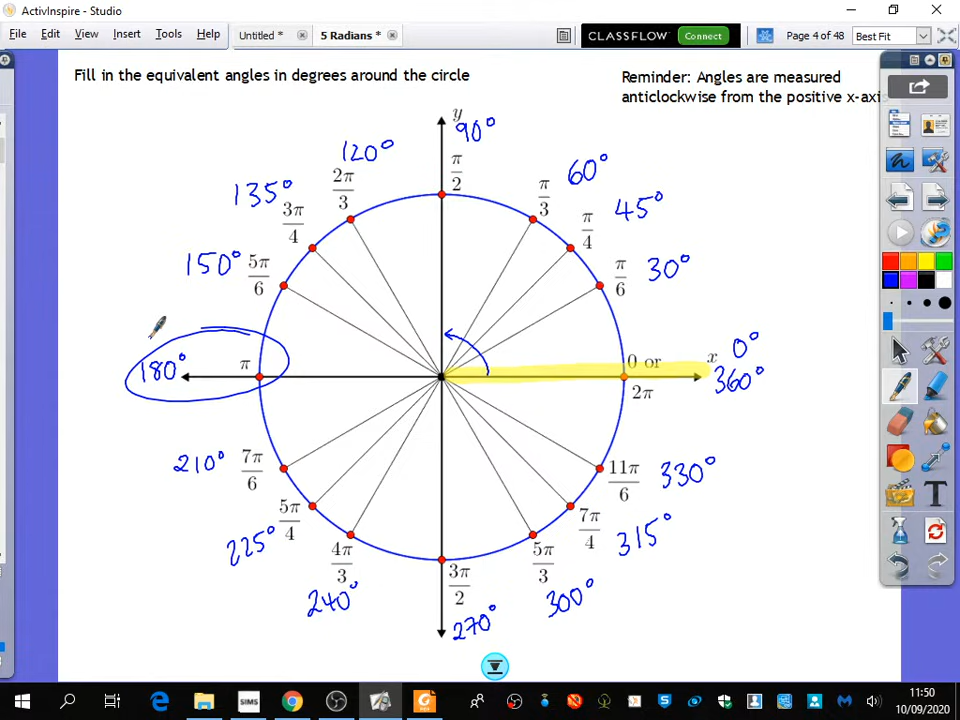 ActivInspire - Studio
File Edit View Insert Tools Help Untitled * 5 Radians * CLASSFLOW Connect Page 4 of 48 Best Fit
Fill in the equivalent angles in degrees around the circle
Reminder: Angles are measured
anticlockwise from the positive x-axi
y
90°
π/2
120°
2π/3
60°
π/3
135°
3π/4
45°
π/4
150°
5π/6
30°
π/6
180°
π
0 or
2π
x
0°
360°
210°
7π/6
11π/6
330°
225°
5π/4
7π/4
315°
240°
4π/3
3π/2
270°
5π/3
300°
T
SIMS
11:50
10/09/2020